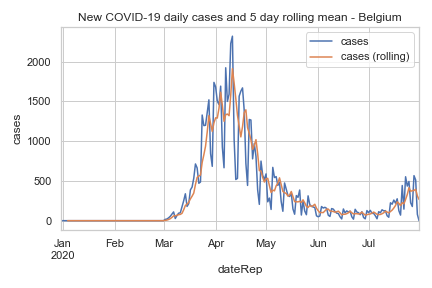 New COVID-19 daily cases and 5 day rolling mean - Belgium
cases
cases (rolling)
cases
2000
1500
1000
500
0
Jan Feb Mar Apr May Jun Jul
2020
dateRep